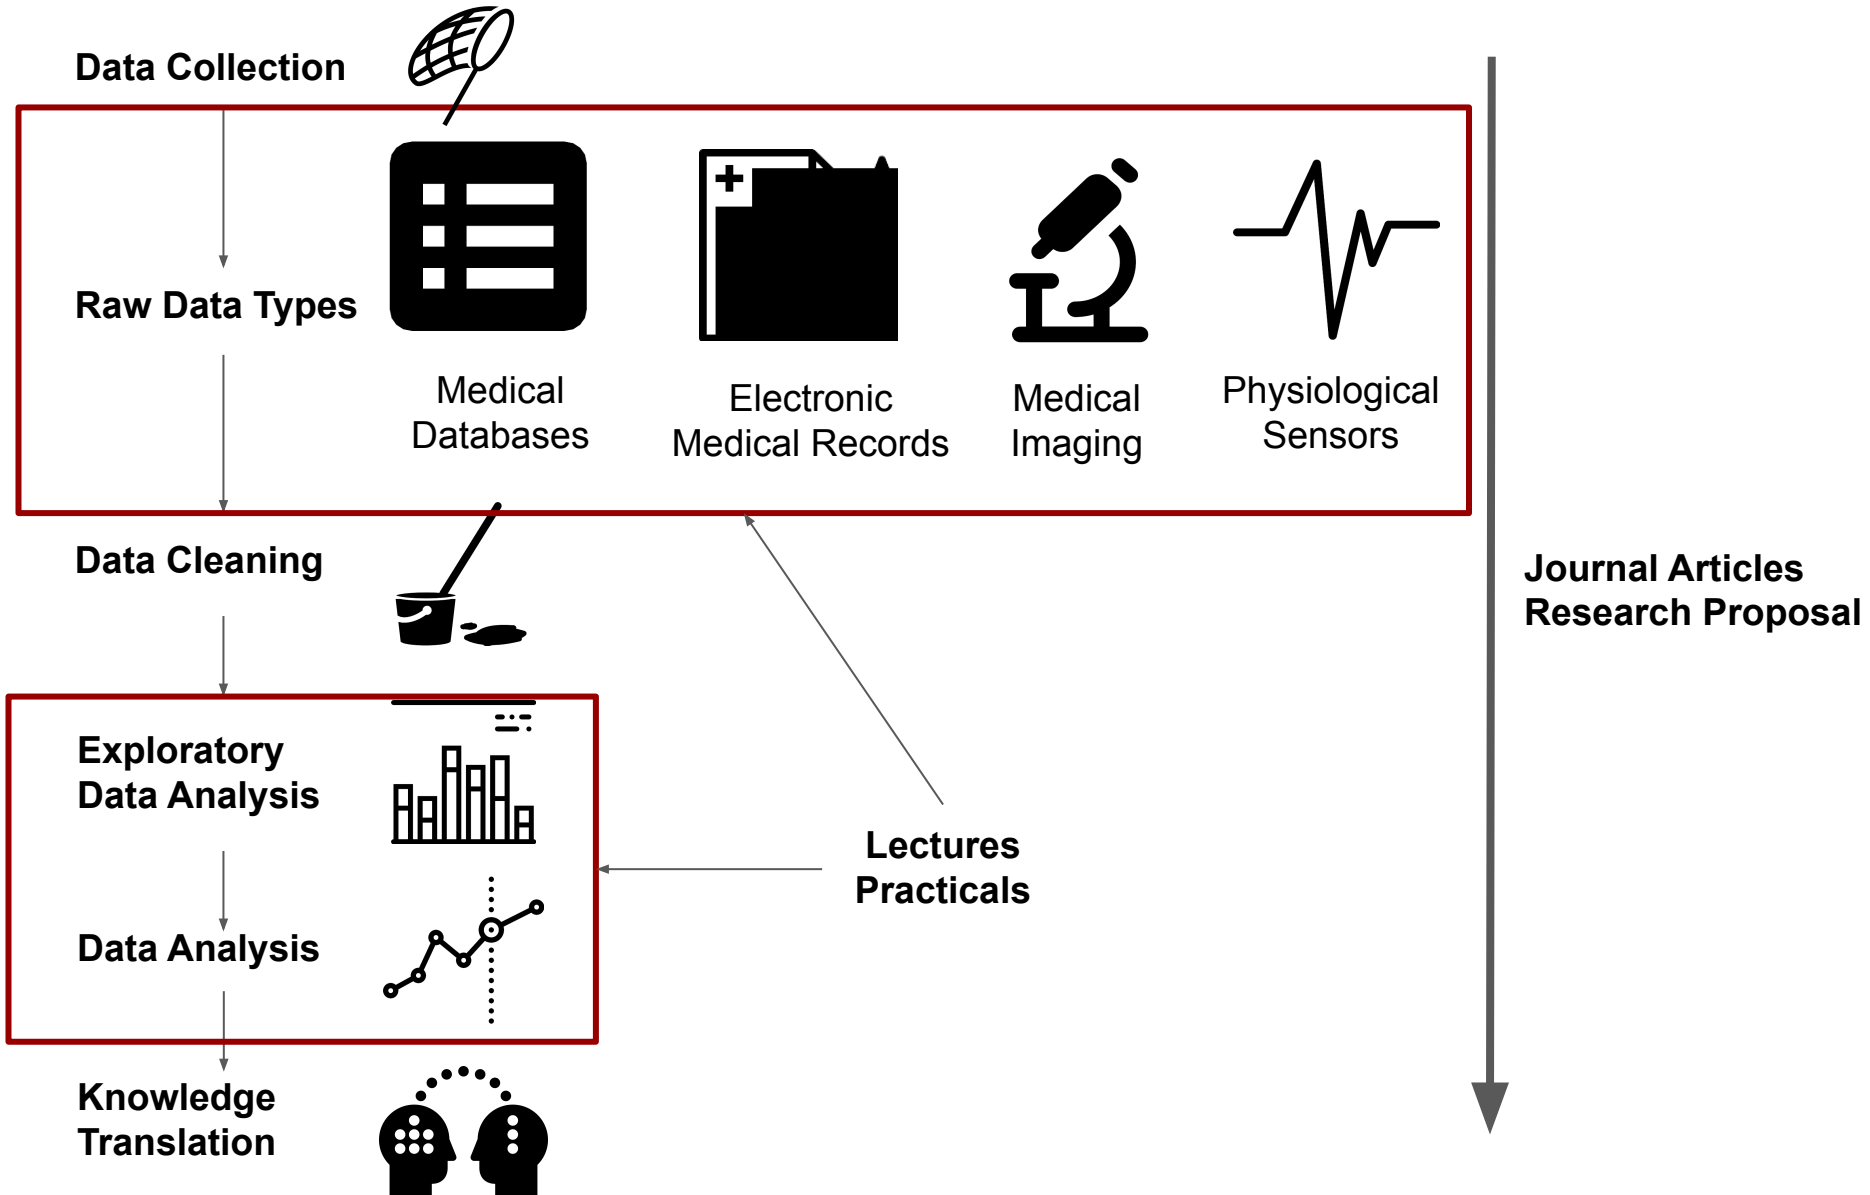 Data Collection
Raw Data Types
Medical
Databases
Electronic
Medical Records
Medical
Imaging
Physiological
Sensors
Data Cleaning
Journal Articles
Research Proposal
Exploratory
Data Analysis
Lectures
Practicals
Data Analysis
Knowledge
Translation